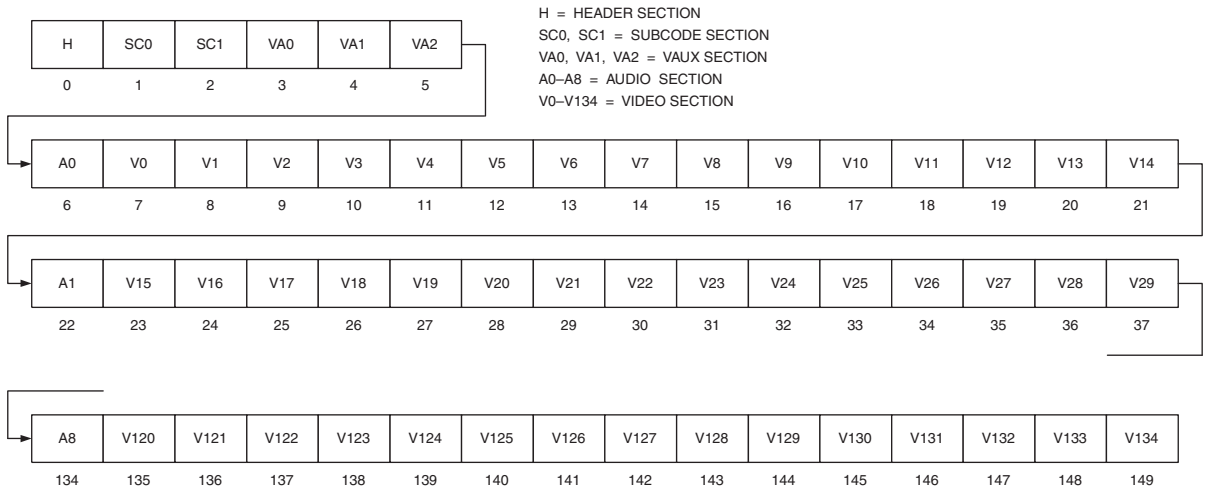 H = HEADER SECTION
SC0, SC1 = SUBCODE SECTION
VA0, VA1, VA2 = VAUX SECTION
A0–A8 = AUDIO SECTION
V0–V134 = VIDEO SECTION
H SC0 SC1 VA0 VA1 VA2
0 1 2 3 4 5
A0 V0 V1 V2 V3 V4 V5 V6 V7 V8 V9 V10 V11 V12 V13 V14
6 7 8 9 10 11 12 13 14 15 16 17 18 19 20 21
A1 V15 V16 V17 V18 V19 V20 V21 V22 V23 V24 V25 V26 V27 V28 V29
22 23 24 25 26 27 28 29 30 31 32 33 34 35 36 37
A8 V120 V121 V122 V123 V124 V125 V126 V127 V128 V129 V130 V131 V132 V133 V134
134 135 136 137 138 139 140 141 142 143 144 145 146 147 148 149